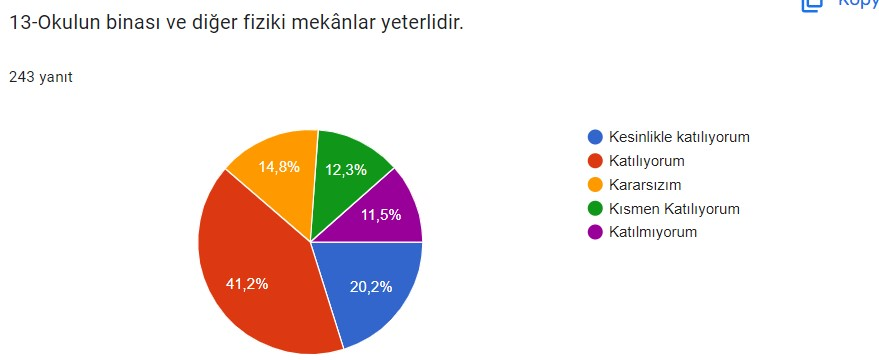 Kopy
13-Okulun binası ve diğer fiziki mekânlar yeterlidir.
243 yanıt
14,8%
12,3%
11,5%
41,2%
20,2%
Kesinlikle katılıyorum
Katılıyorum
Kararsızım
Kısmen Katılıyorum
Katılmıyorum